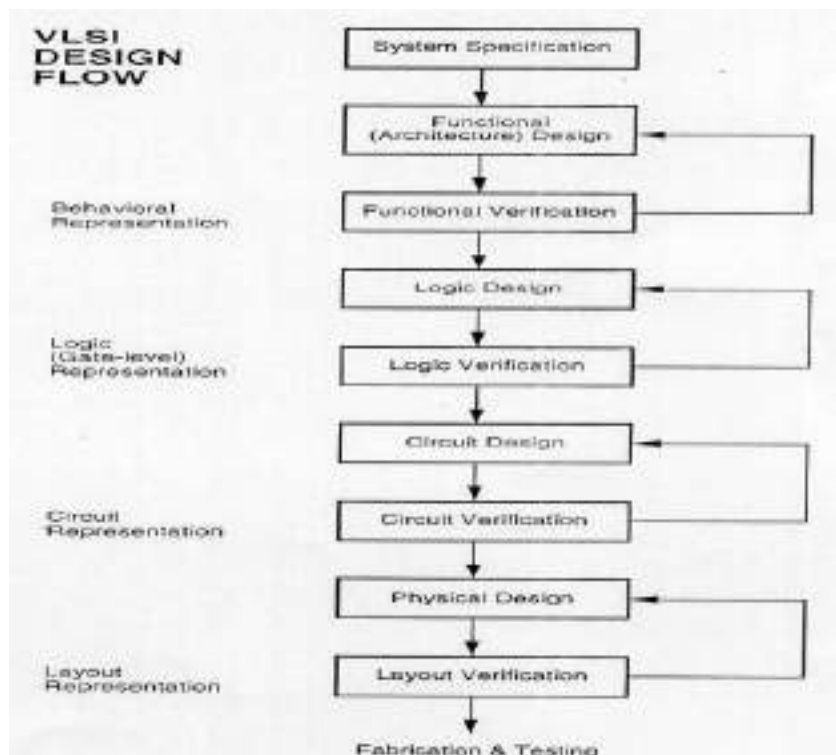 VLSI
DESIGN
FLOW
System Specification
Functional
(Architecture) Design
Behavioral
Representation
Functional Verification
Logic Design
Logic
(Gate-level)
Representation
Logic Verification
Circuit Design
Circuit
Representation
Circuit Verification
Physical Design
Layout
Representation
Layout Verification
Fabrication & Testing